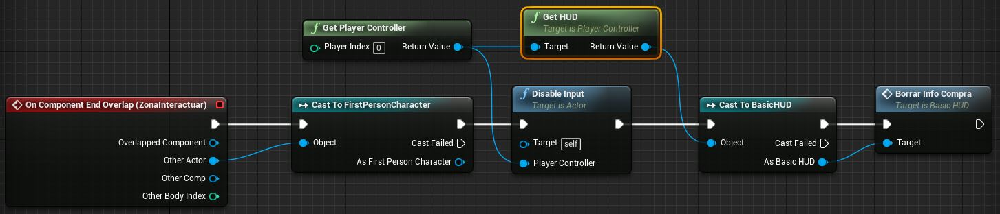 Get Player Controller
Player Index 0 Return Value
Get HUD
Target is Player Controller
Target Return Value
On Component End Overlap (ZonaInteractuar)
Overlapped Component
Other Actor
Other Comp
Other Body Index
Cast To FirstPersonCharacter
Object Cast Failed
As First Person Character
Disable Input
Target is Actor
Target self
Player Controller
Cast To BasicHUD
Object Cast Failed
As Basic HUD
Borrar Info Compra
Target is Basic HUD
Target